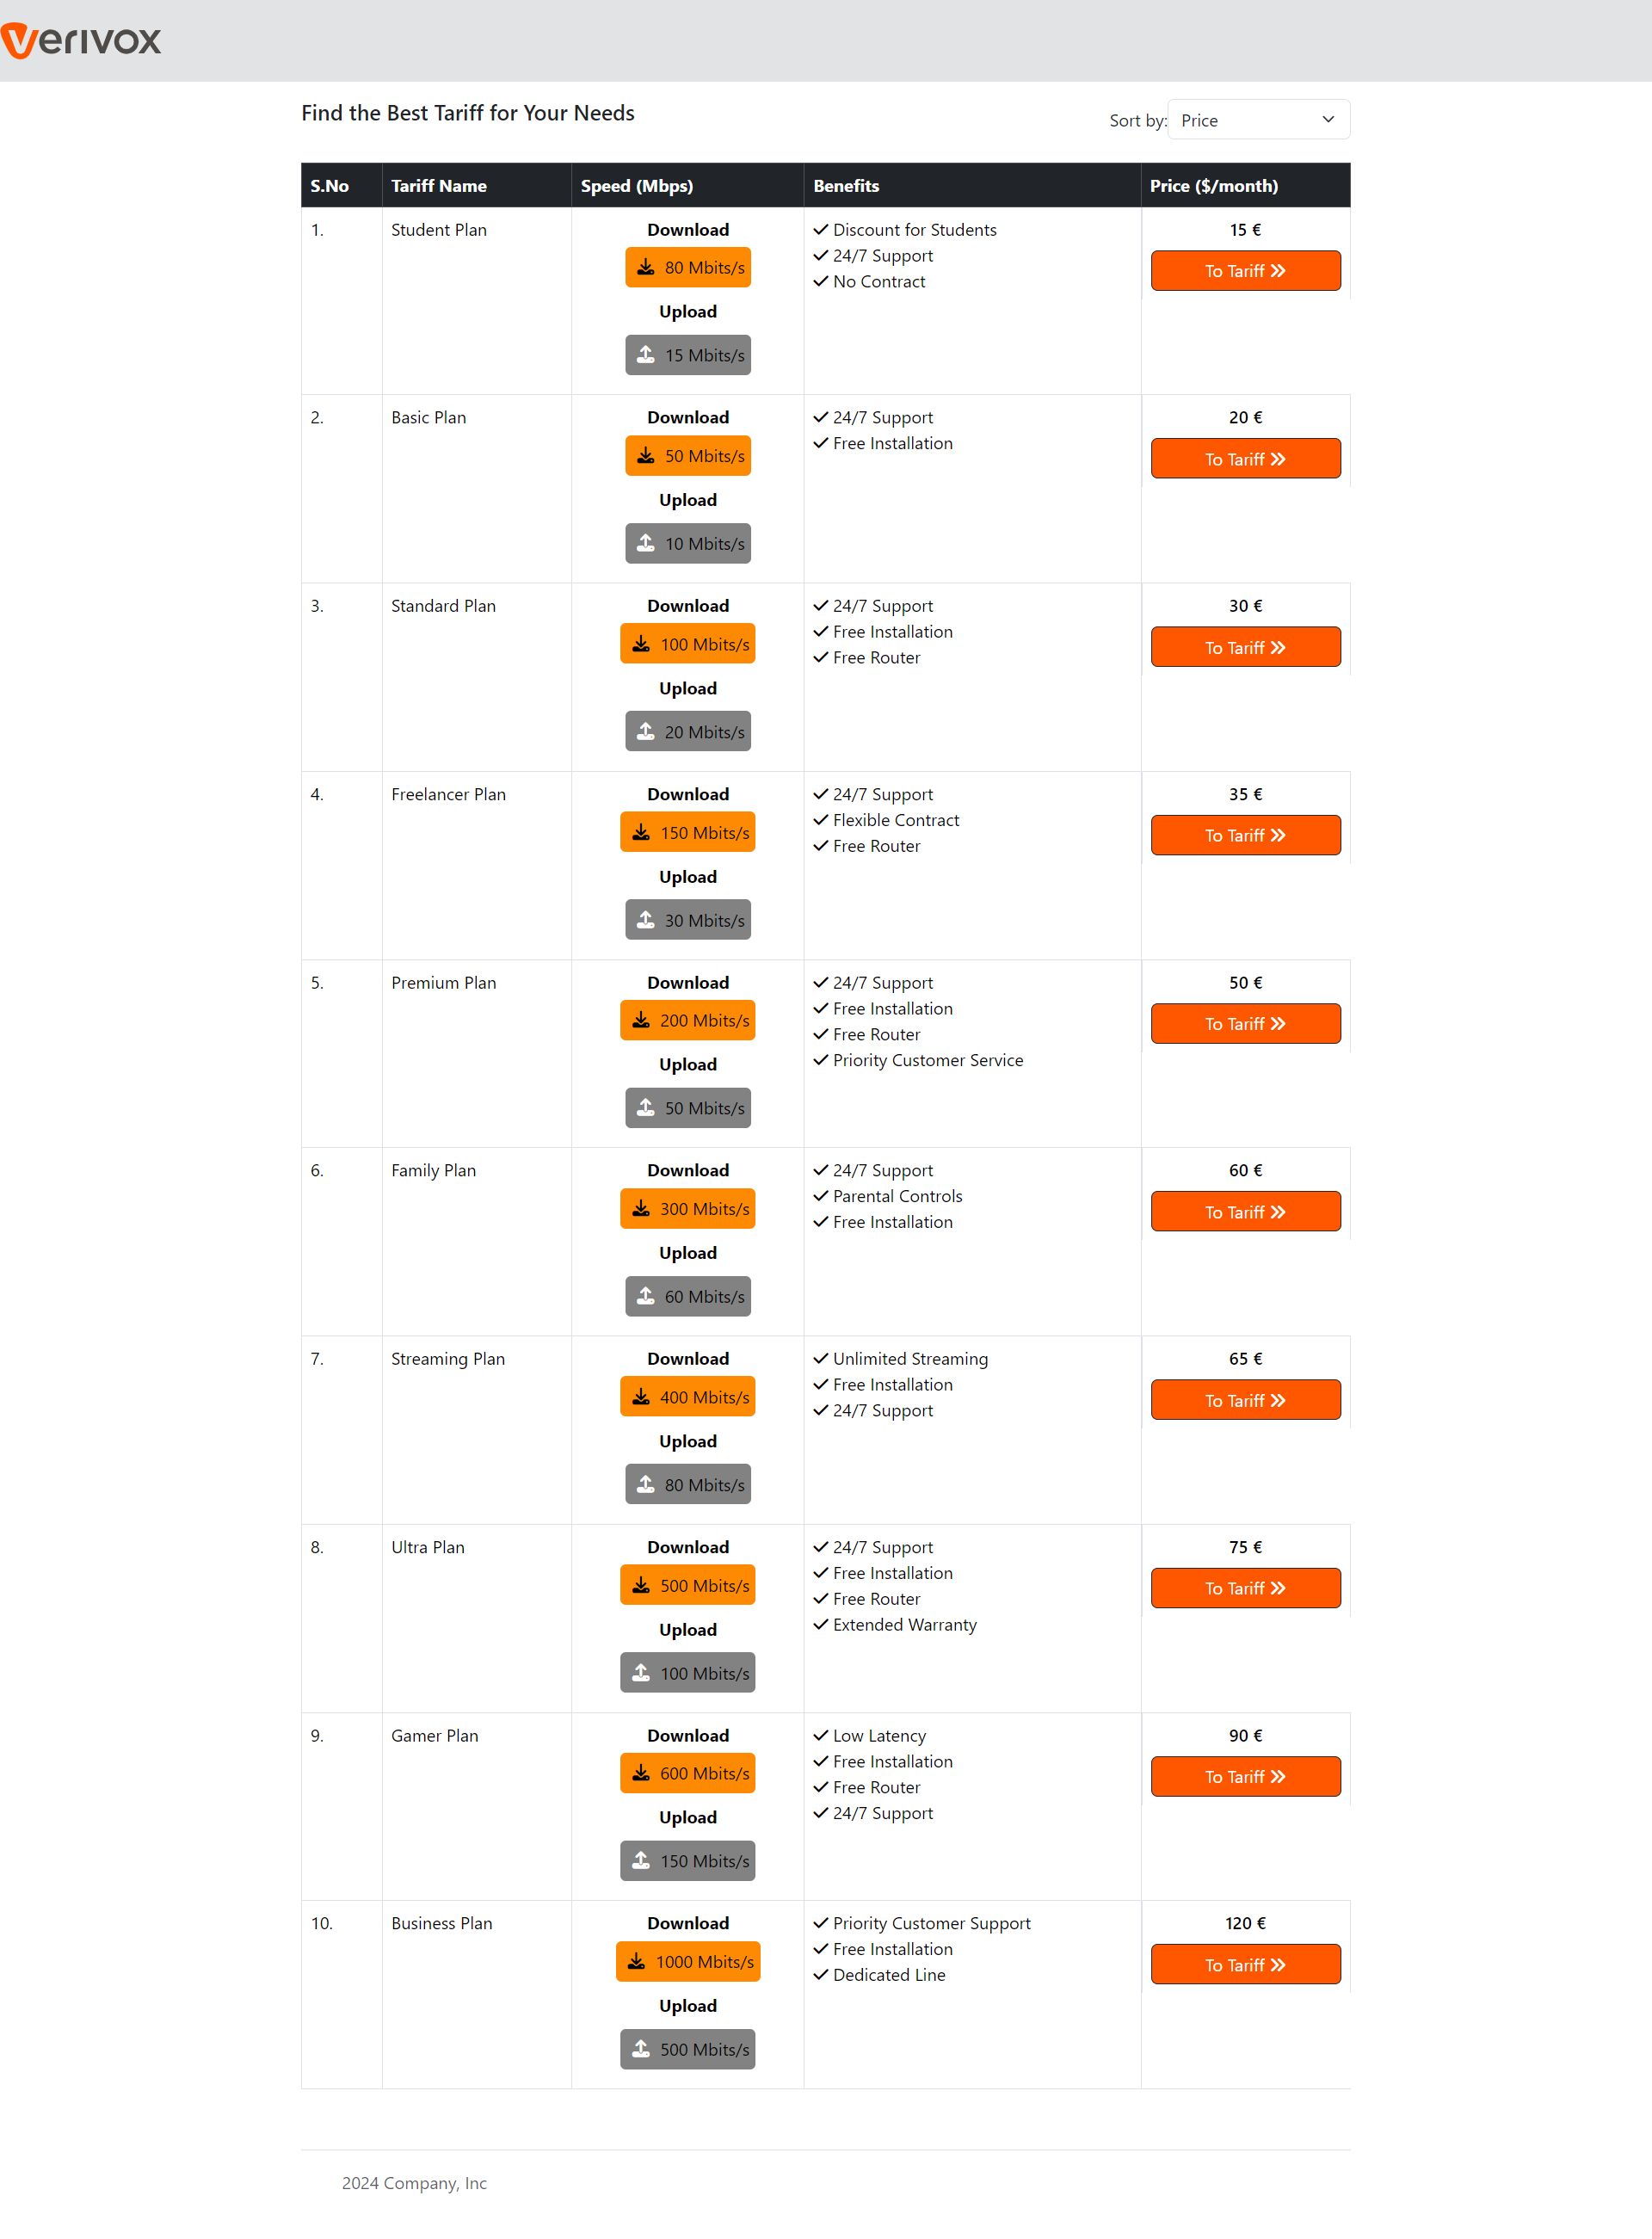 verivox
Find the Best Tariff for Your Needs
Sort by: Price
S.No Tariff Name Speed (Mbps) Benefits Price ($/month)
1. Student Plan Download Discount for Students 15 €
80 Mbits/s 24/7 Support To Tariff
Upload No Contract
15 Mbits/s
2. Basic Plan Download 24/7 Support 20 €
50 Mbits/s Free Installation To Tariff
Upload
10 Mbits/s
3. Standard Plan Download 24/7 Support 30 €
100 Mbits/s Free Installation To Tariff
Upload Free Router
20 Mbits/s
4. Freelancer Plan Download 24/7 Support 35 €
150 Mbits/s Flexible Contract To Tariff
Upload Free Router
30 Mbits/s
5. Premium Plan Download 24/7 Support 50 €
200 Mbits/s Free Installation To Tariff
Free Router
Upload Priority Customer Service
50 Mbits/s
6. Family Plan Download 24/7 Support 60 €
300 Mbits/s Parental Controls To Tariff
Upload Free Installation
60 Mbits/s
7. Streaming Plan Download Unlimited Streaming 65 €
400 Mbits/s Free Installation To Tariff
Upload 24/7 Support
80 Mbits/s
8. Ultra Plan Download 24/7 Support 75 €
500 Mbits/s Free Installation To Tariff
Free Router
Upload Extended Warranty
100 Mbits/s
9. Gamer Plan Download Low Latency 90 €
600 Mbits/s Free Installation To Tariff
Free Router
Upload 24/7 Support
150 Mbits/s
10. Business Plan Download Priority Customer Support 120 €
1000 Mbits/s Free Installation To Tariff
Upload Dedicated Line
500 Mbits/s
2024 Company, Inc